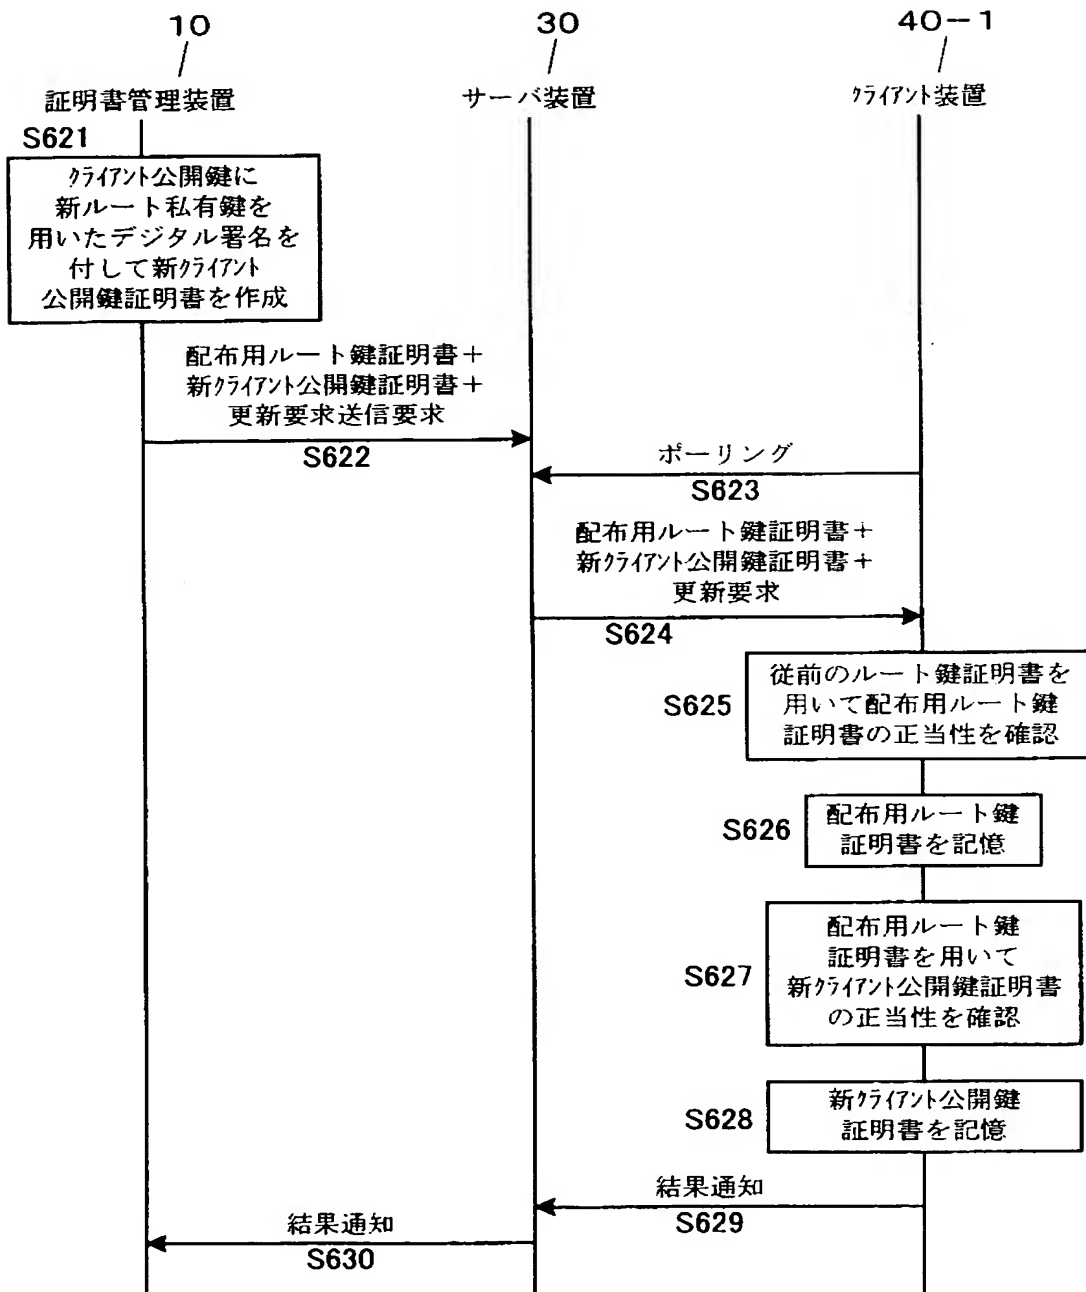 10
30
40-1
証明書管理装置
サーバ装置
ｸﾗｲｱﾝﾄ装置
S621
ｸﾗｲｱﾝﾄ公開鍵に
新ルート私有鍵を
用いたデジタル署名を
付して新ｸﾗｲｱﾝﾄ
公開鍵証明書を作成
配布用ルート鍵証明書＋
新ｸﾗｲｱﾝﾄ公開鍵証明書＋
更新要求送信要求
S622
ポーリング
S623
配布用ルート鍵証明書＋
新ｸﾗｲｱﾝﾄ公開鍵証明書＋
更新要求
S624
S625
従前のルート鍵証明書を
用いて配布用ルート鍵
証明書の正当性を確認
S626
配布用ルート鍵
証明書を記憶
S627
配布用ルート鍵
証明書を用いて
新ｸﾗｲｱﾝﾄ公開鍵証明書
の正当性を確認
S628
新ｸﾗｲｱﾝﾄ公開鍵
証明書を記憶
結果通知
S629
結果通知
S630